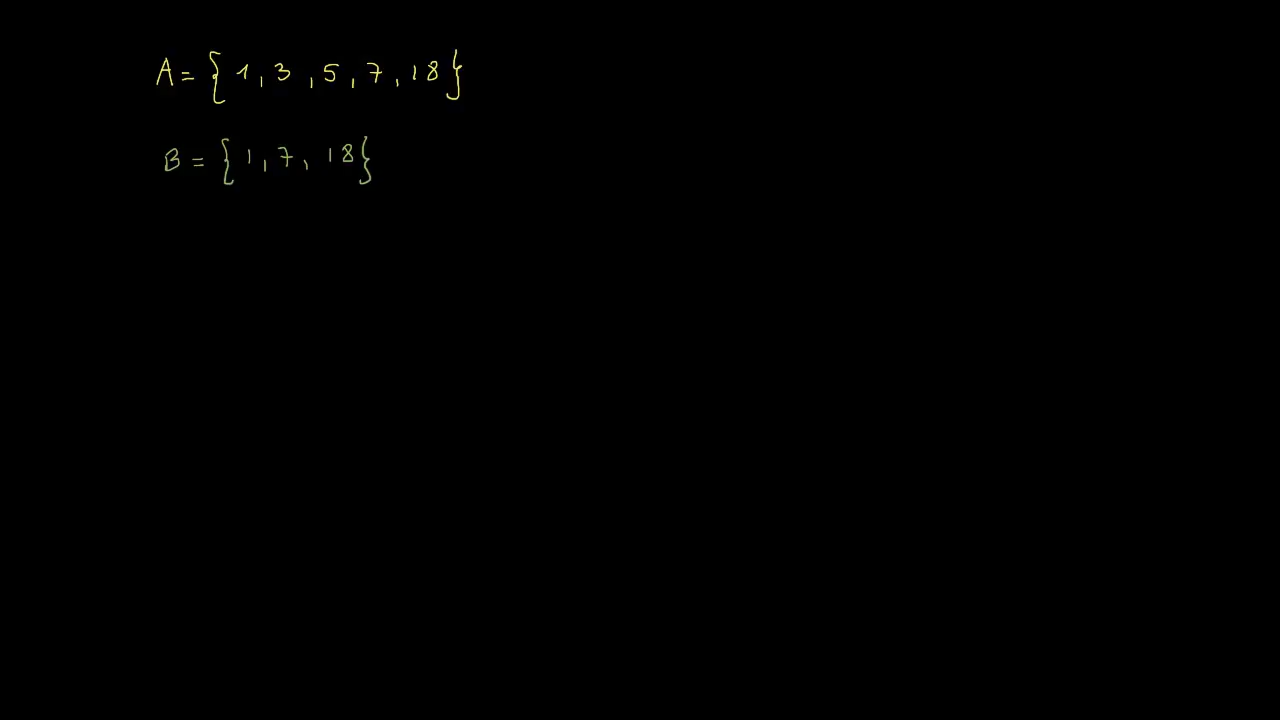 A = { 1, 3, 5, 7, 18 }
B = { 1, 7, 18 }